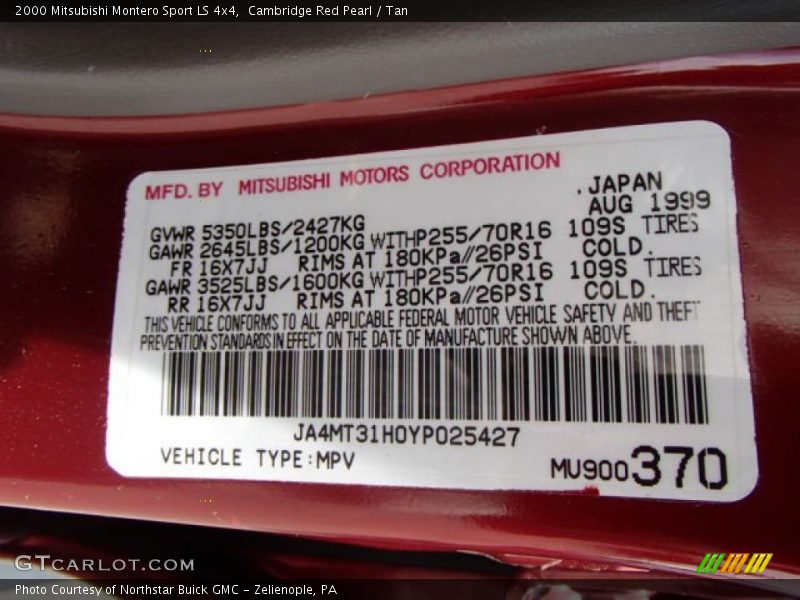 2000 Mitsubishi Montero Sport LS 4x4,  Cambridge Red Pearl / Tan
MFD. BY MITSUBISHI MOTORS CORPORATION
.JAPAN
AUG 1999
GVWR 5350LBS/2427KG
GAWR 2645LBS/1200KG WITHP255/70R16 109S TIRES
FR 16X7JJ RIMS AT 180KPa//26PSI COLD.
GAWR 3525LBS/1600KG WITHP255/70R16 109S TIRES
RR 16X7JJ RIMS AT 180KPa//26PSI COLD.
THIS VEHICLE CONFORMS TO ALL APPLICABLE FEDERAL MOTOR VEHICLE SAFETY AND THEFT
PREVENTION STANDARDS IN EFFECT ON THE DATE OF MANUFACTURE SHOWN ABOVE.
JA4MT31H0YP025427
VEHICLE TYPE:MPV
MU900370
GTCARLOT.COM
Photo Courtesy of Northstar Buick GMC - Zelienople, PA